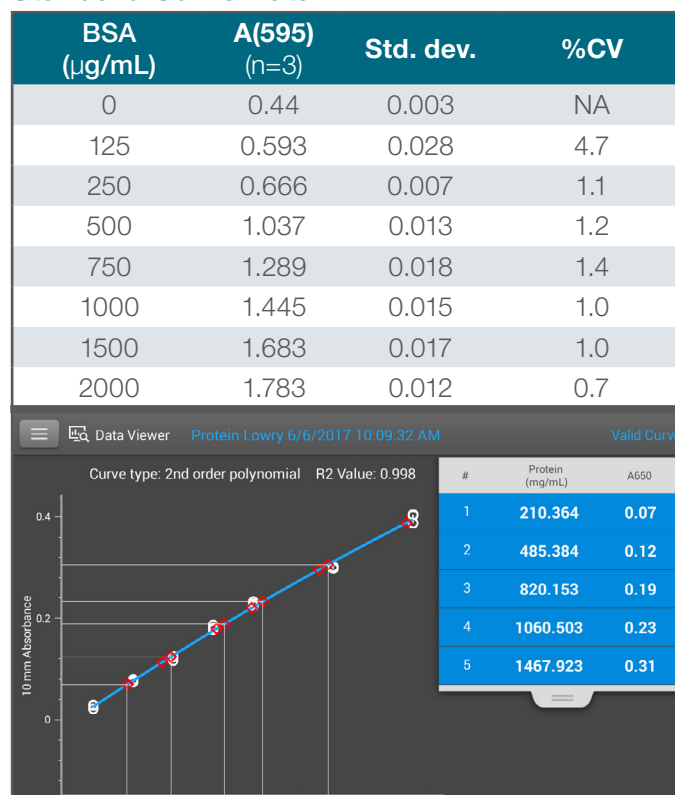 BSA (µg/mL) A(595) (n=3) Std. dev. %CV
0 0.44 0.003 NA
125 0.593 0.028 4.7
250 0.666 0.007 1.1
500 1.037 0.013 1.2
750 1.289 0.018 1.4
1000 1.445 0.015 1.0
1500 1.683 0.017 1.0
2000 1.783 0.012 0.7
Data Viewer Protein Lowry 6/6/2017 10:09:32 AM Valid Curve
Curve type: 2nd order polynomial R2 Value: 0.998
0.4
0.2
0
10 mm Absorbance
# Protein (mg/mL) A650
1 210.364 0.07
2 485.384 0.12
3 820.153 0.19
4 1060.503 0.23
5 1467.923 0.31